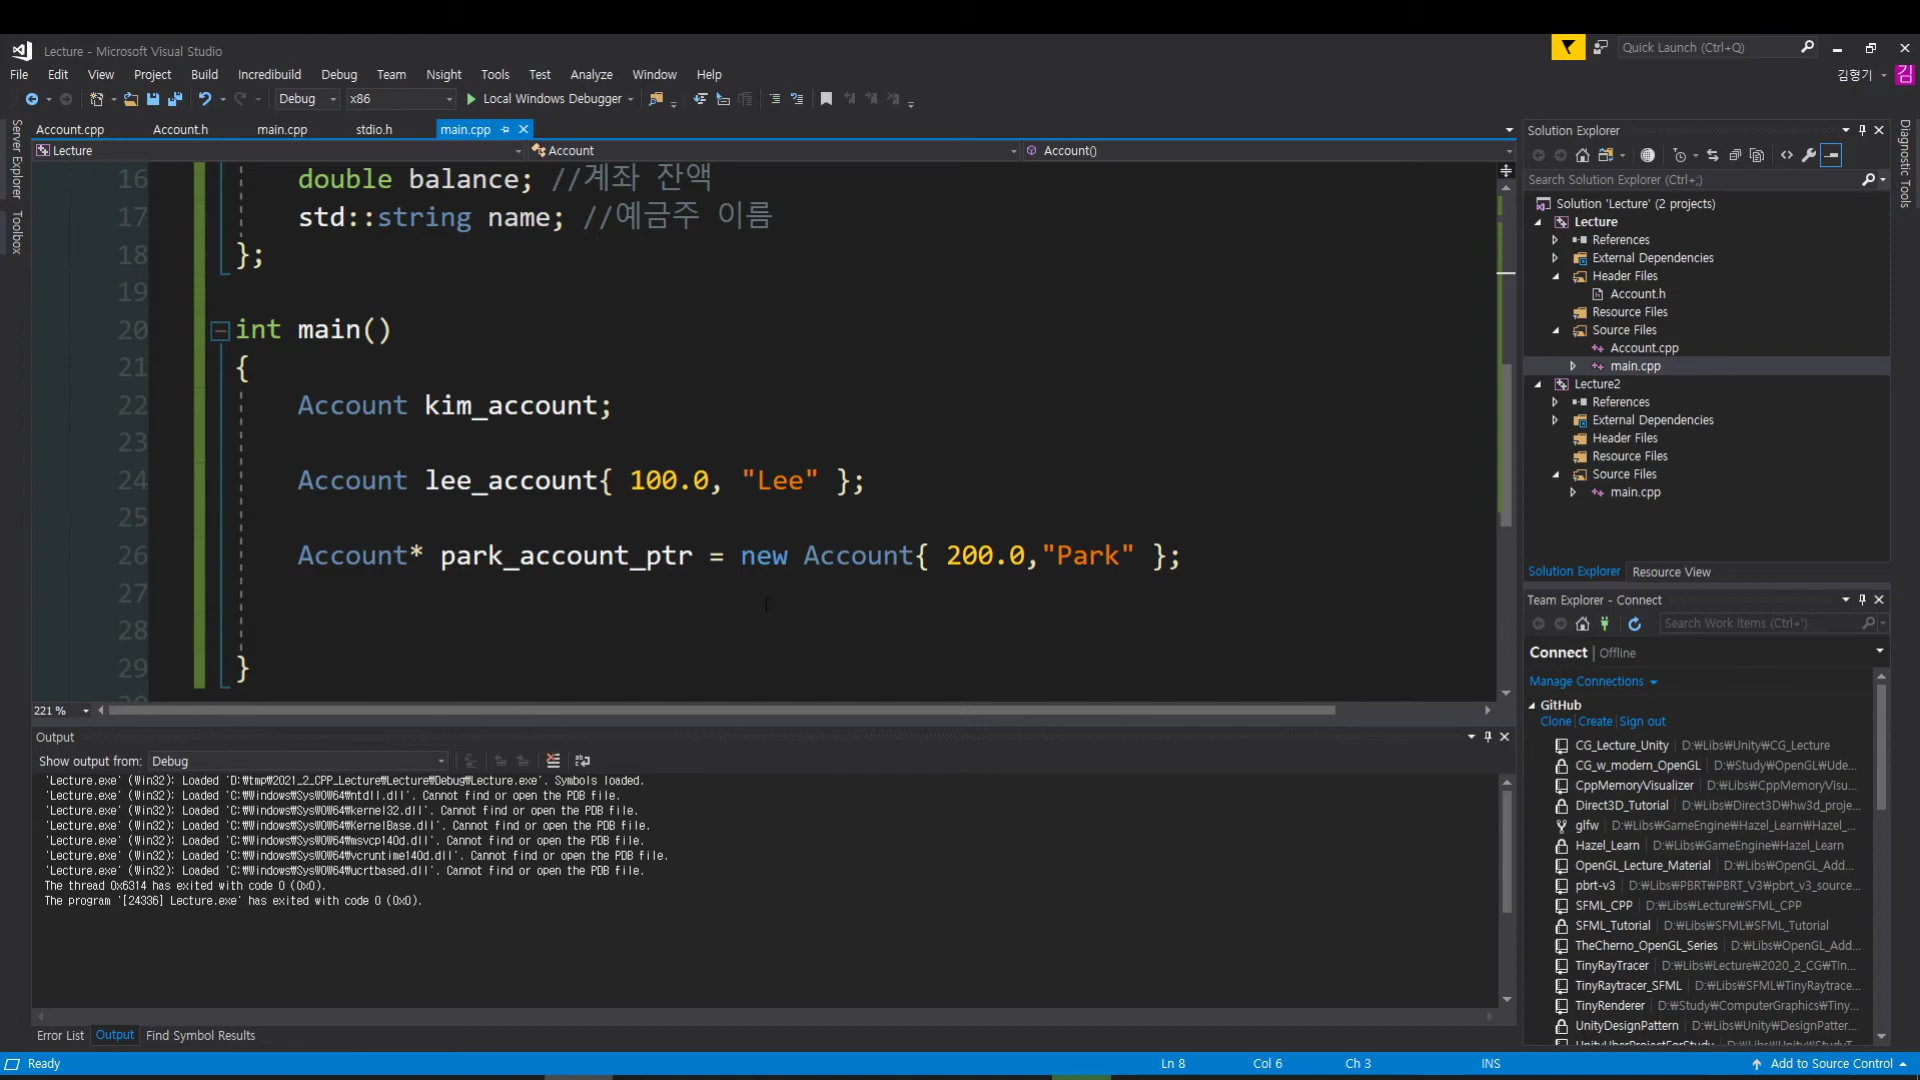 Lecture - Microsoft Visual Studio
Quick Launch (Ctrl+Q)
File Edit View Project Build Incredibuild Debug Team Nsight Tools Test Analyze Window Help
김형기 김
Debug x86 Local Windows Debugger
Account.cpp Account.h main.cpp stdio.h main.cpp
Lecture Account Account()
Server Explorer
Toolbox
16 double balance; //계좌 잔액
17 std::string name; //예금주 이름
18 };
19
20 int main()
21 {
22 Account kim_account;
23
24 Account lee_account{ 100.0, "Lee" };
25
26 Account* park_account_ptr = new Account{ 200.0,"Park" };
27
28
29 }
221 %
Output
Show output from: Debug
'Lecture.exe' (Win32): Loaded 'D:₩tmp₩2021_2_CPP_Lecture₩Lecture₩Debug₩Lecture.exe'. Symbols loaded.
'Lecture.exe' (Win32): Loaded 'C:₩Windows₩SysWOW64₩ntdll.dll'. Cannot find or open the PDB file.
'Lecture.exe' (Win32): Loaded 'C:₩Windows₩SysWOW64₩kernel32.dll'. Cannot find or open the PDB file.
'Lecture.exe' (Win32): Loaded 'C:₩Windows₩SysWOW64₩KernelBase.dll'. Cannot find or open the PDB file.
'Lecture.exe' (Win32): Loaded 'C:₩Windows₩SysWOW64₩msvcp140d.dll'. Cannot find or open the PDB file.
'Lecture.exe' (Win32): Loaded 'C:₩Windows₩SysWOW64₩vcruntime140d.dll'. Cannot find or open the PDB file.
'Lecture.exe' (Win32): Loaded 'C:₩Windows₩SysWOW64₩ucrtbased.dll'. Cannot find or open the PDB file.
The thread 0x6314 has exited with code 0 (0x0).
The program '[24336] Lecture.exe' has exited with code 0 (0x0).
Error List Output Find Symbol Results
Solution Explorer
Search Solution Explorer (Ctrl+;)
Solution 'Lecture' (2 projects)
Lecture
References
External Dependencies
Header Files
Account.h
Resource Files
Source Files
Account.cpp
main.cpp
Lecture2
References
External Dependencies
Header Files
Resource Files
Source Files
main.cpp
Solution Explorer Resource View
Team Explorer - Connect
Search Work Items (Ctrl+')
Connect | Offline
Manage Connections
GitHub
Clone | Create | Sign out
CG_Lecture_Unity | D:₩Libs₩Unity₩CG_Lecture
CG_w_modern_OpenGL | D:₩Study₩OpenGL₩Ude...
CppMemoryVisualizer | D:₩Libs₩CppMemoryVisu...
Direct3D_Tutorial | D:₩Libs₩Direct3D₩hw3d_proje...
glfw | D:₩Libs₩GameEngine₩Hazel_Learn₩Hazel_...
Hazel_Learn | D:₩Libs₩GameEngine₩Hazel_Learn
OpenGL_Lecture_Material | D:₩Libs₩OpenGL_Add...
pbrt-v3 | D:₩Libs₩PBRT₩PBRT_V3₩pbrt_v3_source...
SFML_CPP | D:₩Libs₩Lecture₩SFML_CPP
SFML_Tutorial | D:₩Libs₩SFML₩SFML_Tutorial
TheCherno_OpenGL_Series | D:₩Libs₩OpenGL_Add...
TinyRayTracer | D:₩Libs₩Lecture₩2020_2_CG₩TIn...
TinyRaytracer_SFML | D:₩Libs₩SFML₩TinyRaytrace...
TinyRenderer | D:₩Study₩ComputerGraphics₩Tiny...
UnityDesignPattern | D:₩Libs₩Unity₩DesignPatter...
Diagnostic Tools
Ready Ln 8 Col 6 Ch 3 INS Add to Source Control